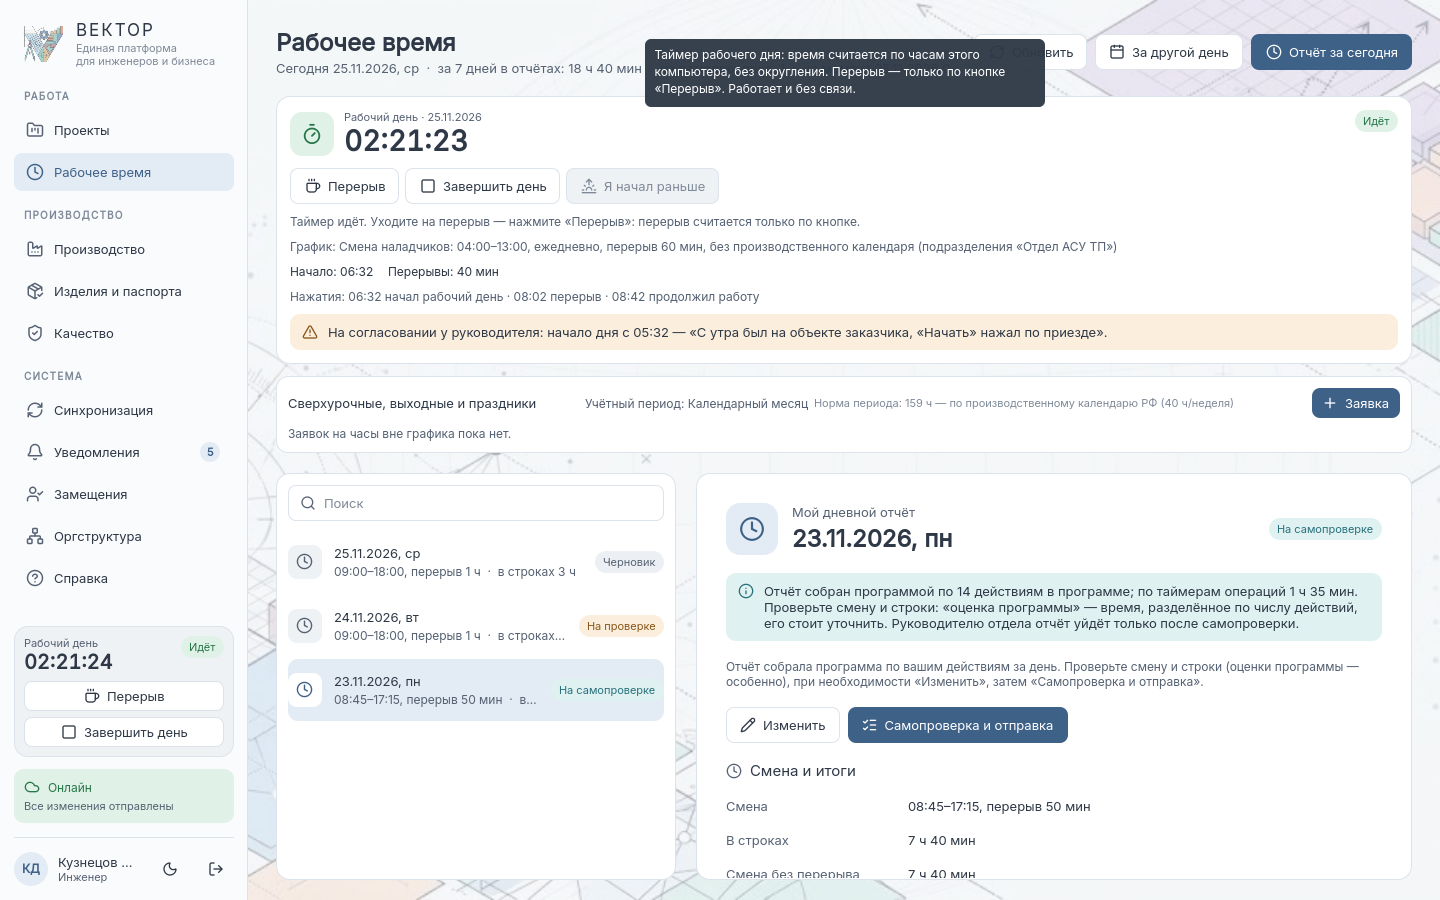 ВЕКТОР
Единая платформа
для инженеров и бизнеса
РАБОТА
Проекты
Рабочее время
ПРОИЗВОДСТВО
Производство
Изделия и паспорта
Качество
СИСТЕМА
Синхронизация
Уведомления 5
Замещения
Оргструктура
Справка
Рабочий день
02:21:24
Идёт
Перерыв
Завершить день
Онлайн
Все изменения отправлены
КД
Кузнецов ...
Инженер
Рабочее время
Сегодня 25.11.2026, ср · за 7 дней в отчётах: 18 ч 40 мин
Таймер рабочего дня: время считается по часам этого
компьютера, без округления. Перерыв — только по кнопке
«Перерыв». Работает и без связи.
За другой день
Отчёт за сегодня
Рабочий день · 25.11.2026
02:21:23
Идёт
Перерыв
Завершить день
Я начал раньше
Таймер идёт. Уходите на перерыв — нажмите «Перерыв»: перерыв считается только по кнопке.
График: Смена наладчиков: 04:00–13:00, ежедневно, перерыв 60 мин, без производственного календаря (подразделения «Отдел АСУ ТП»)
Начало: 06:32 Перерывы: 40 мин
Нажатия: 06:32 начал рабочий день · 08:02 перерыв · 08:42 продолжил работу
На согласовании у руководителя: начало дня с 05:32 — «С утра был на объекте заказчика, «Начать» нажал по приезде».
Сверхурочные, выходные и праздники
Учётный период: Календарный месяц Норма периода: 159 ч — по производственному календарю РФ (40 ч/неделя)
Заявка
Заявок на часы вне графика пока нет.
Поиск
25.11.2026, ср
09:00–18:00, перерыв 1 ч · в строках 3 ч
Черновик
24.11.2026, вт
09:00–18:00, перерыв 1 ч · в строках...
На проверке
23.11.2026, пн
08:45–17:15, перерыв 50 мин · в...
На самопроверке
Мой дневной отчёт
23.11.2026, пн
На самопроверке
Отчёт собран программой по 14 действиям в программе; по таймерам операций 1 ч 35 мин.
Проверьте смену и строки: «оценка программы» — время, разделённое по числу действий,
его стоит уточнить. Руководителю отдела отчёт уйдёт только после самопроверки.
Отчёт собрала программа по вашим действиям за день. Проверьте смену и строки (оценки программы —
особенно), при необходимости «Изменить», затем «Самопроверка и отправка».
Изменить
Самопроверка и отправка
Смена и итоги
Смена 08:45–17:15, перерыв 50 мин
В строках 7 ч 40 мин
Смена без перерыва 7 ч 40 мин